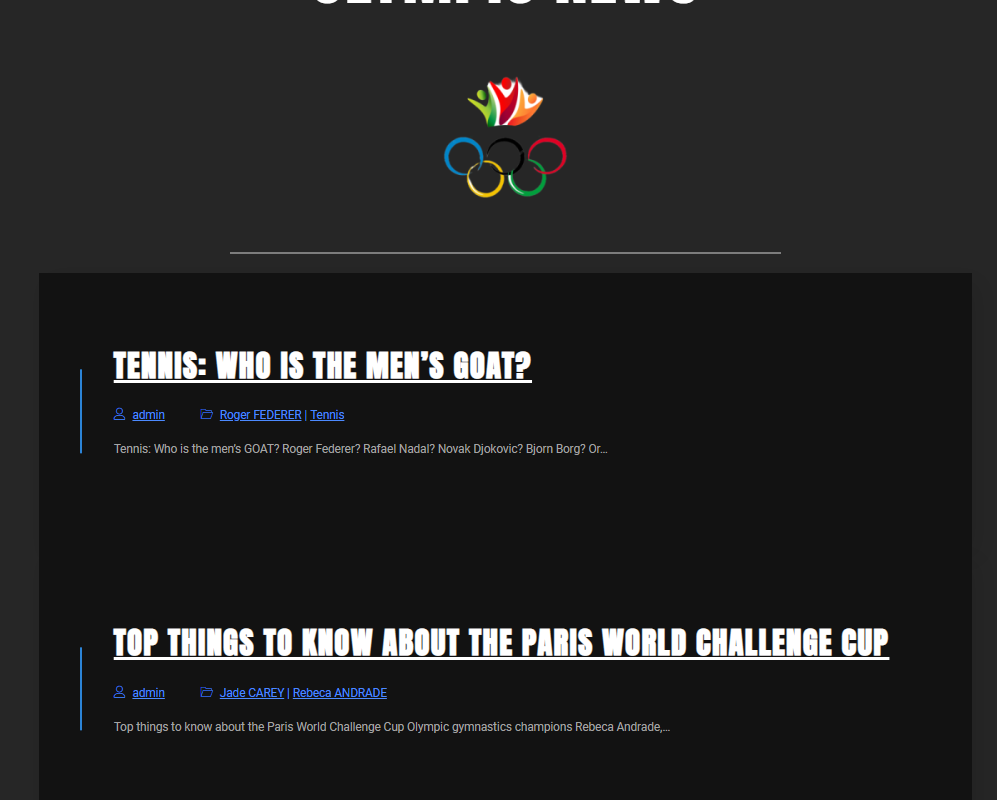 OLYMPIC NEWS
TENNIS: WHO IS THE MEN’S GOAT?
admin Roger FEDERER | Tennis
Tennis: Who is the men's GOAT? Roger Federer? Rafael Nadal? Novak Djokovic? Bjorn Borg? Or...
TOP THINGS TO KNOW ABOUT THE PARIS WORLD CHALLENGE CUP
admin Jade CAREY | Rebeca ANDRADE
Top things to know about the Paris World Challenge Cup Olympic gymnastics champions Rebeca Andrade,...